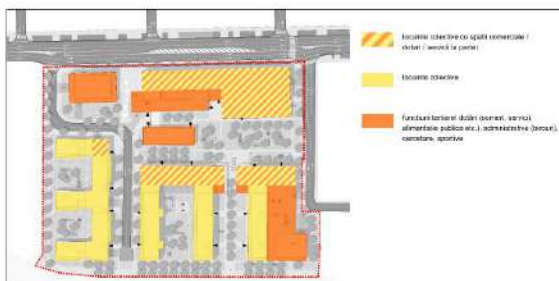 locuinte colective cu spatii comerciale /
dotari / servicii la parter
locuinte colective
functiuni tertiare/ dotări (comert, servicii,
alimentatie publica etc.), administrative (birouri),
cercetare, sportive